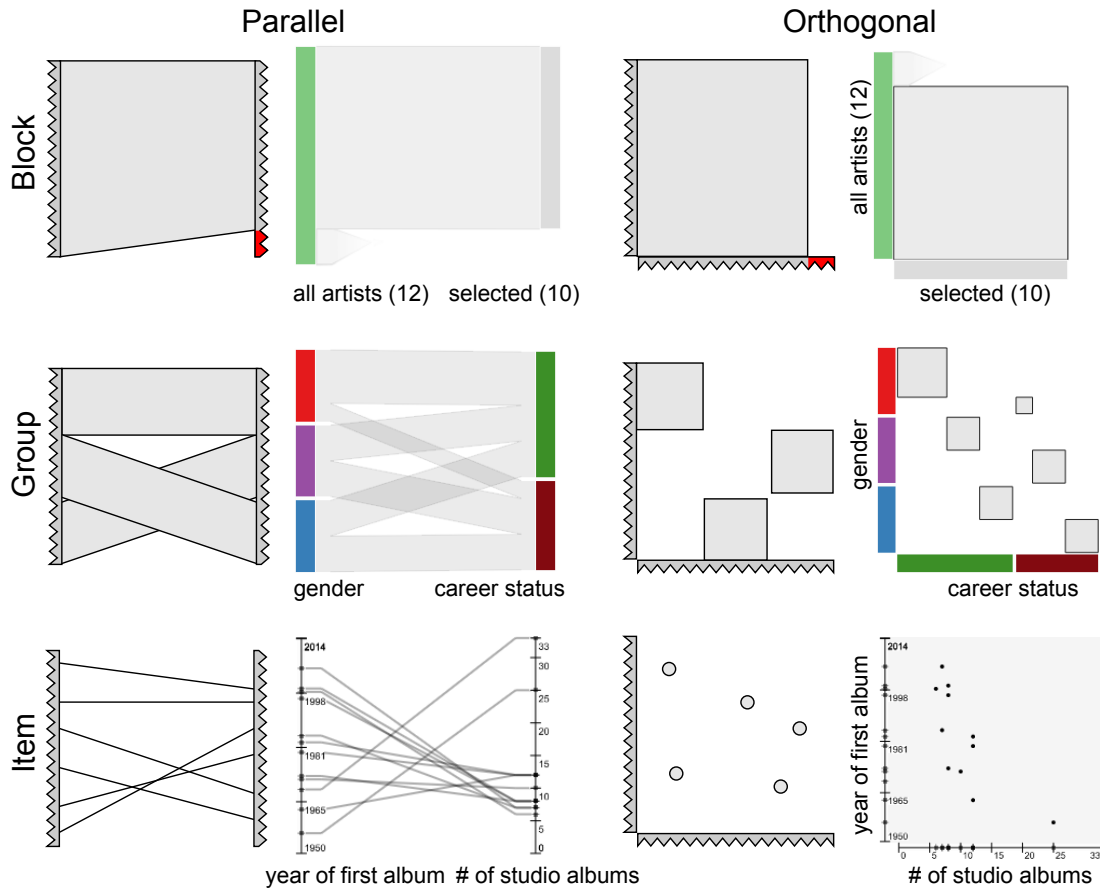 Parallel
Orthogonal
Block
all artists (12)
selected (10)
all artists (12)
selected (10)
Group
gender
career status
gender
career status
Item
2014
1998
1981
1965
1950
33
30
25
20
15
10
5
0
year of first album
# of studio albums
year of first album
2014
1998
1981
1965
1950
0
5
10
15
20
25
33
# of studio albums